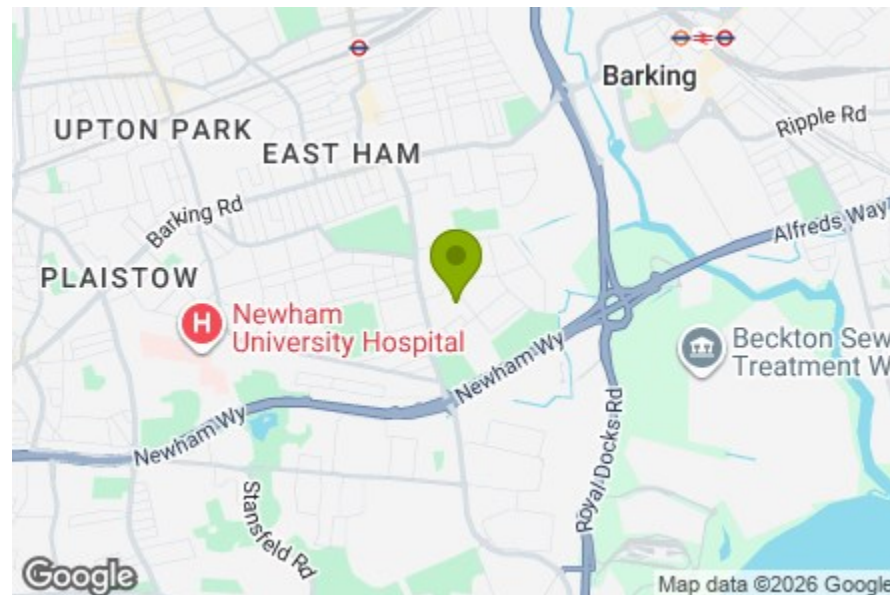 Barking
UPTON PARK
EAST HAM
Ripple Rd
Barking Rd
Alfreds Way
PLAISTOW
H
Newham
University Hospital
Newham Wy
Beckton Sew
Treatment W
Newham Wy
Royal Docks Rd
Stansfeld Rd
Google
Map data ©2026 Google